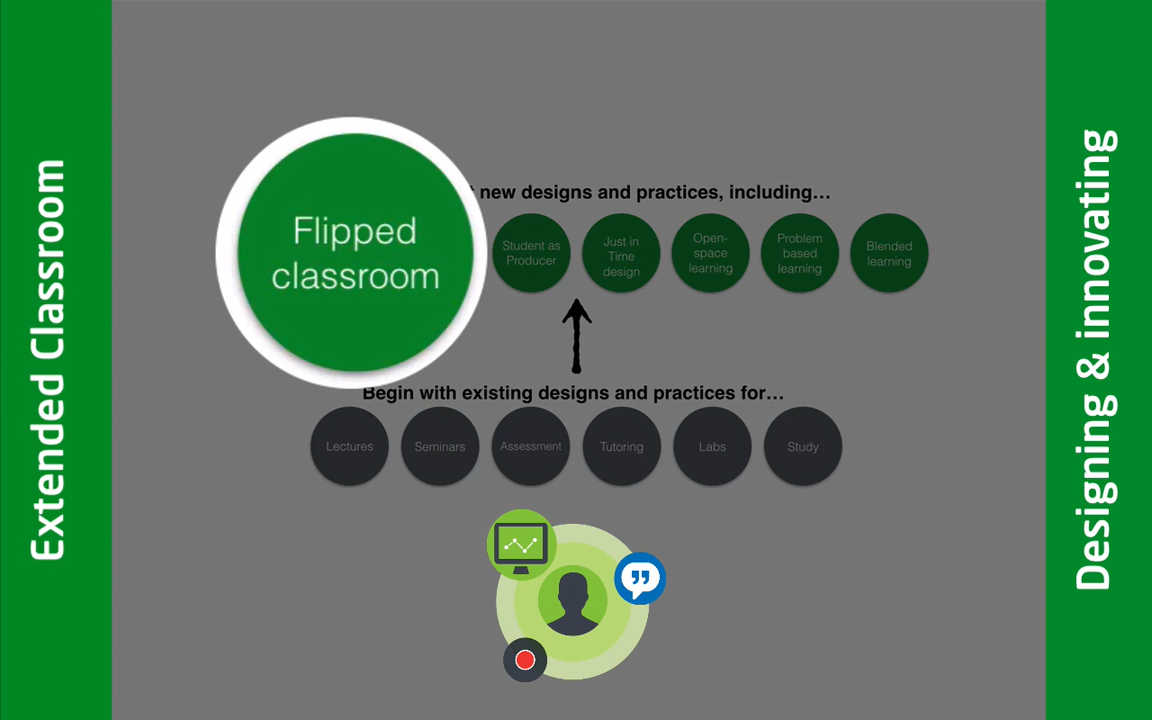 Extended Classroom
new designs and practices, including...
Flipped
classroom
Student as
Producer
Just in
Time
design
Open-
space
learning
Problem
based
learning
Blended
learning
Begin with existing designs and practices for...
Lectures
Seminars
Assessment
Tutoring
Labs
Study
Designing & innovating